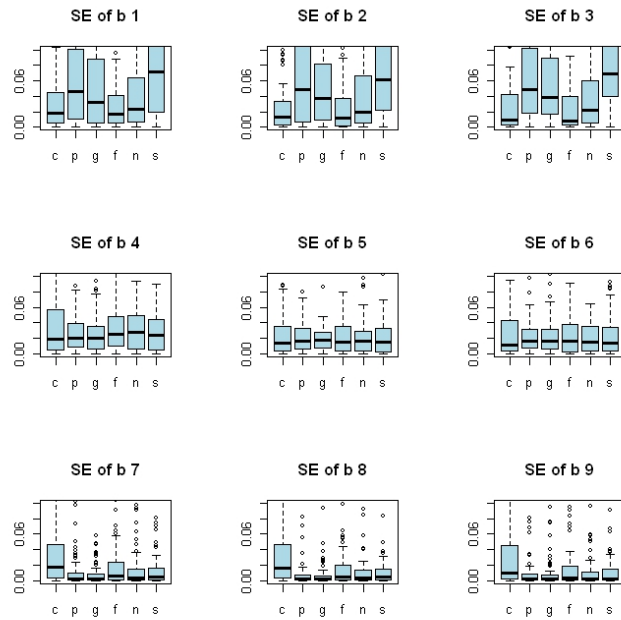 SE of b 1
SE of b 2
SE of b 3
0.00 0.06
0.00 0.06
0.00 0.06
c p g f n s
c p g f n s
c p g f n s
SE of b 4
SE of b 5
SE of b 6
0.00 0.06
0.00 0.06
0.00 0.06
c p g f n s
c p g f n s
c p g f n s
SE of b 7
SE of b 8
SE of b 9
0.00 0.06
0.00 0.06
0.00 0.06
c p g f n s
c p g f n s
c p g f n s